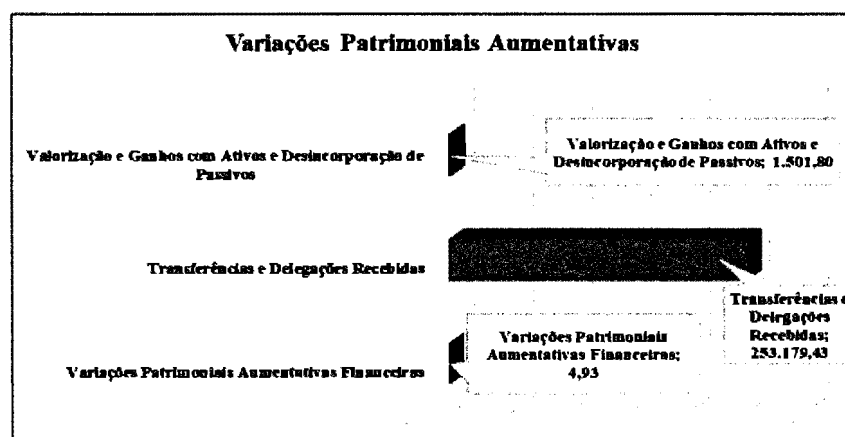 Variações Patrimoniais Aumentativas
Valorização e Ganhos com Ativos e Desincorporação de
Passivos
Valorização e Ganhos com Ativos e
Desincorporação de Passivos; 1.501,80
Transferências e Delegações Recebidas
Transferências e
Delegações
Recebidas;
253.179,43
Variações Patrimoniais
Aumentativas Financeiras;
4,93
Variações Patrimoniais Aumentativas Financeiras